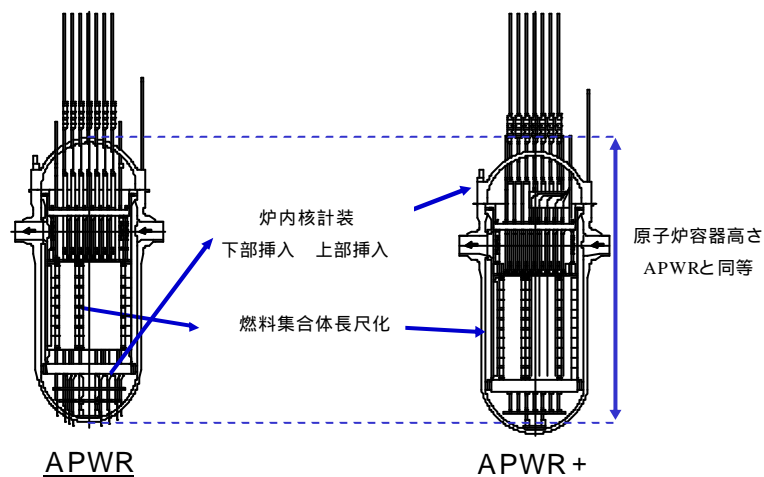 炉内核計装
下部挿入　上部挿入
燃料集合体長尺化
原子炉容器高さ
APWRと同等
APWR
APWR+